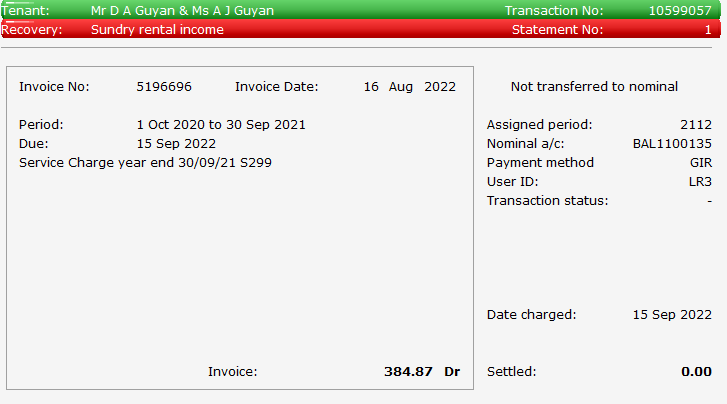 Tenant: Mr D A Guyan & Ms A J Guyan Transaction No: 10599057
Recovery: Sundry rental income Statement No: 1
Invoice No: 5196696 Invoice Date: 16 Aug 2022 Not transferred to nominal
Period: 1 Oct 2020 to 30 Sep 2021 Assigned period: 2112
Due: 15 Sep 2022 Nominal a/c: BAL1100135
Service Charge year end 30/09/21 S299 Payment method GIR
User ID: LR3
Transaction status: -
Date charged: 15 Sep 2022
Invoice: 384.87 Dr Settled: 0.00